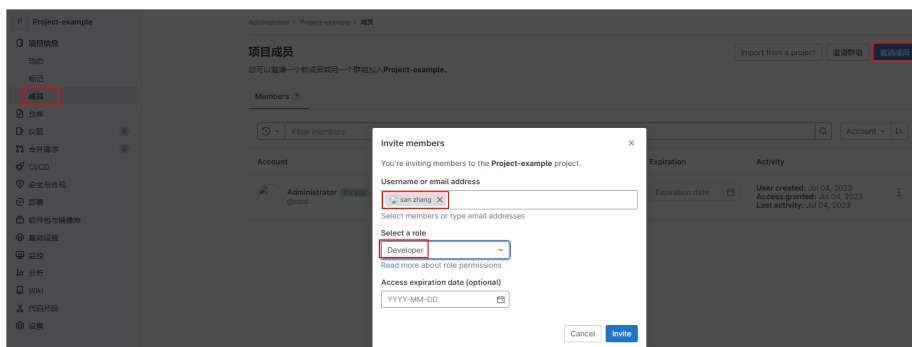 P Project-example
项目信息
动态
标记
成员
仓库
议题 0
合并请求 0
CI/CD
安全与合规
部署
软件包与镜像库
基础设施
监控
分析
Wiki
代码片段
设置
Administrator > Project-example > 成员
项目成员
您可以邀请一个新成员或另一个群组加入Project-example。
Import from a project 邀请群组 邀请成员
Members 1
Filter members
Account
Account Expiration Activity
Administrator It's you
@root
Expiration date
User created: Jul 04, 2023
Access granted: Jul 04, 2023
Last activity: Jul 04, 2023
Invite members
You're inviting members to the Project-example project.
Username or email address
san zhang
Select members or type email addresses
Select a role
Developer
Read more about role permissions
Access expiration date (optional)
YYYY-MM-DD
Cancel Invite